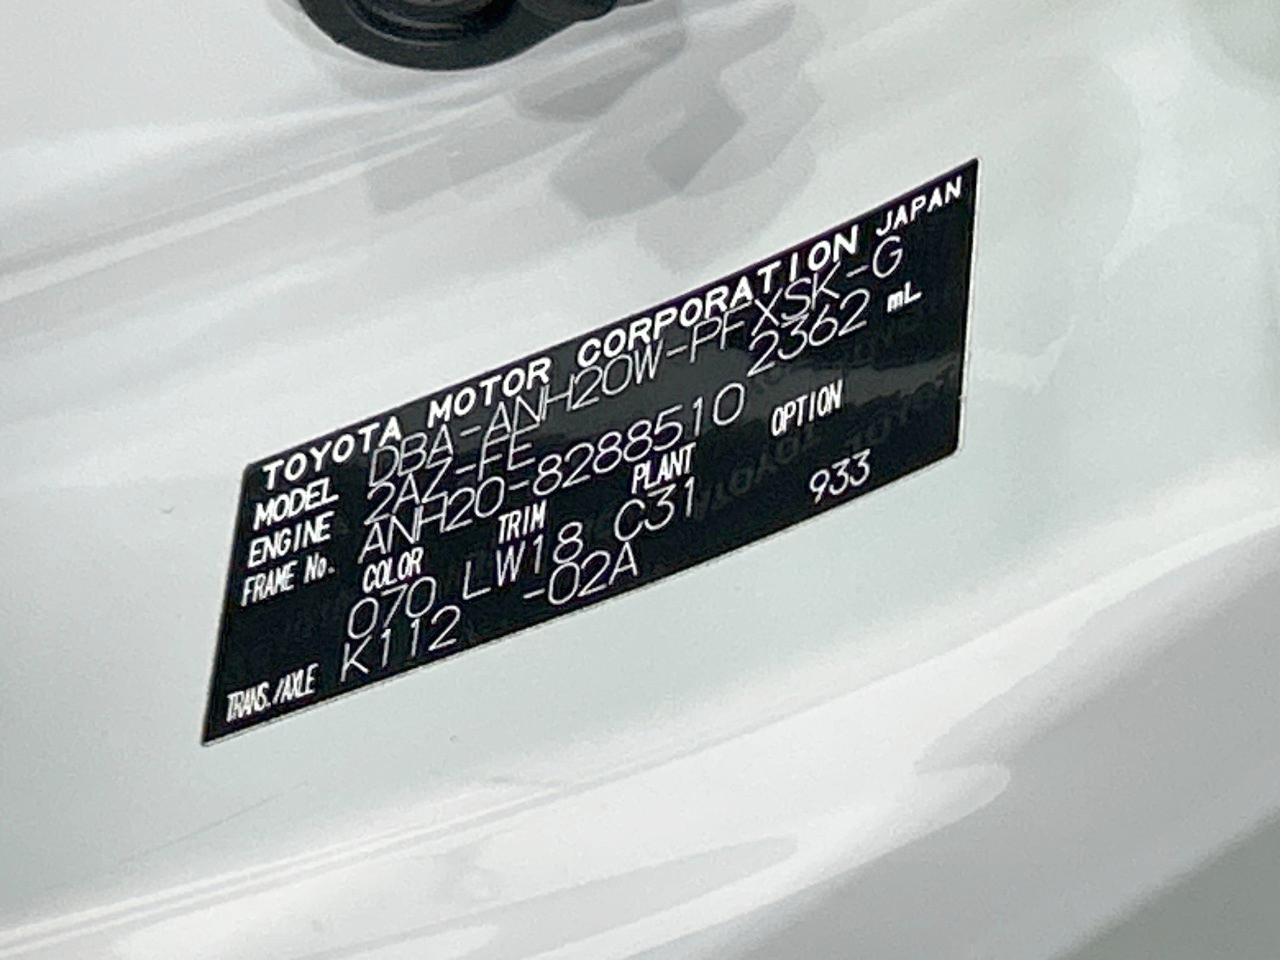 TOYOTA MOTOR CORPORATION JAPAN
MODEL DBA-ANH20W-PFXSK-G
ENGINE 2AZ-FE 2362 mL
FRAME No. ANH20-8288510
COLOR TRIM PLANT OPTION
070 LW18 C31 933
TRANS./AXLE K112 -02A